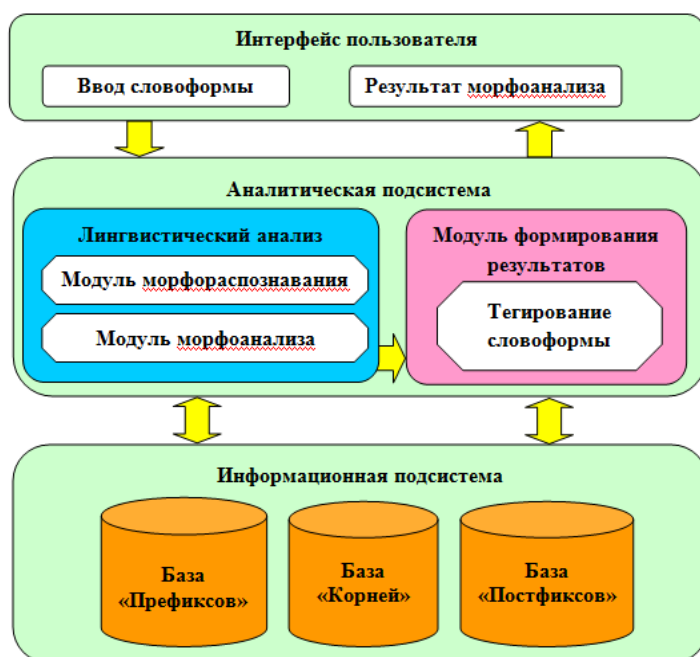 Интерфейс пользователя
Ввод словоформы
Результат морфоанализа
Аналитическая подсистема
Лингвистический анализ
Модуль морфораспознавания
Модуль морфоанализа
Модуль формирования
результатов
Тегирование
словоформы
Информационная подсистема
База
«Префиксов»
База
«Корней»
База
«Постфиксов»